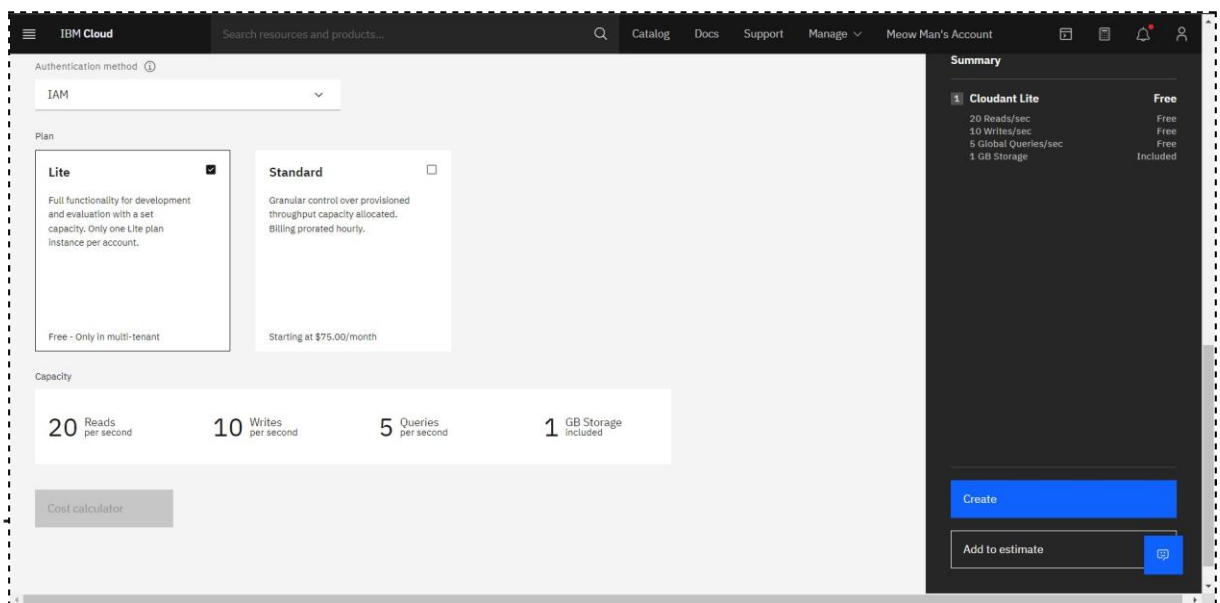 IBM Cloud
Search resources and products...
Catalog
Docs
Support
Manage
Meow Man's Account
Authentication method
IAM
Plan
Lite
Full functionality for development
and evaluation with a set
capacity. Only one Lite plan
instance per account.
Free - Only in multi-tenant
Standard
Granular control over provisioned
throughput capacity allocated.
Billing prorated hourly.
Starting at $75.00/month
Capacity
20 Reads
per second
10 Writes
per second
5 Queries
per second
1 GB Storage
included
Cost calculator
Summary
1 Cloudant Lite Free
20 Reads/sec Free
10 Writes/sec Free
5 Global Queries/sec Free
1 GB Storage Included
Create
Add to estimate